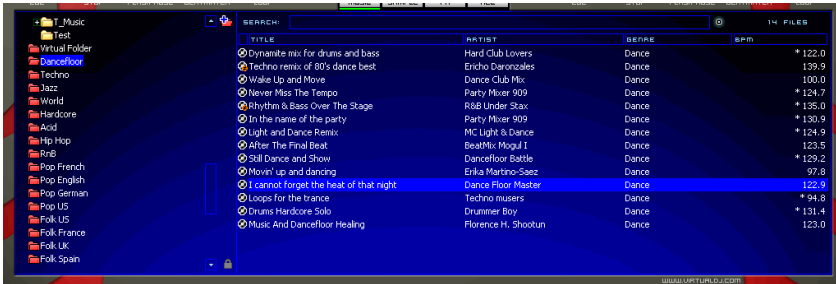 MUSIC SAMPLE FX REC
+ T_Music
Test
Virtual Folder
Dancefloor
Techno
Jazz
World
Hardcore
Acid
Hip Hop
RnB
Pop French
Pop English
Pop German
Pop US
Folk US
Folk France
Folk UK
Folk Spain
SEARCH: 14 FILES
TITLE ARTIST GENRE BPM
Dynamite mix for drums and bass Hard Club Lovers Dance * 122.0
Techno remix of 80's dance best Ericho Daronzales Dance 139.9
Wake Up and Move Dance Club Mix Dance 100.0
Never Miss The Tempo Party Mixer 909 Dance * 124.7
Rhythm & Bass Over The Stage R&B Under Stax Dance * 135.0
In the name of the party Party Mixer 909 Dance * 130.9
Light and Dance Remix MC Light & Dance Dance * 124.9
After The Final Beat BeatMix Mogul I Dance 123.5
Still Dance and Show Dancefloor Battle Dance * 129.2
Movin' up and dancing Erika Martino-Saez Dance 97.8
I cannot forget the heat of that night Dance Floor Master Dance 122.9
Loops for the trance Techno musers Dance * 94.8
Drums Hardcore Solo Drummer Boy Dance * 131.4
Music And Dancefloor Healing Florence H. Shootun Dance 123.0
WWW.VIRTUALDJ.COM